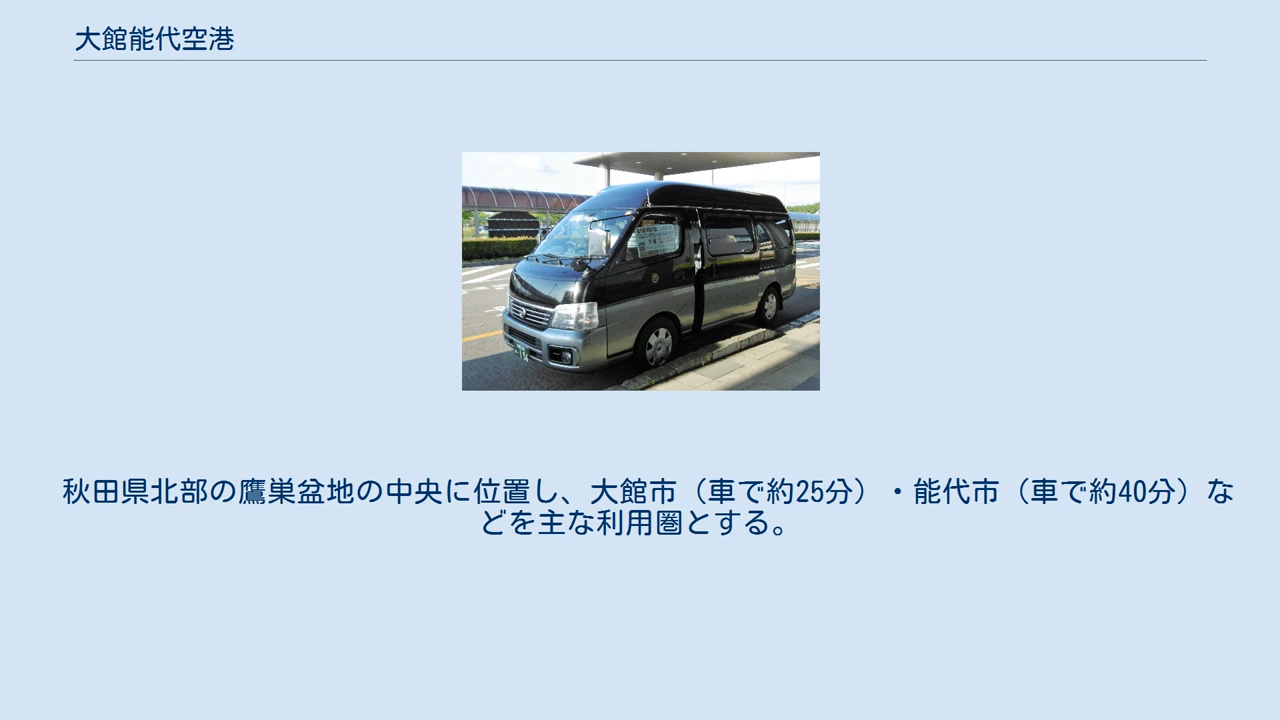 大館能代空港
秋田県北部の鷹巣盆地の中央に位置し、大館市（車で約25分）・能代市（車で約40分）な
どを主な利用圏とする。